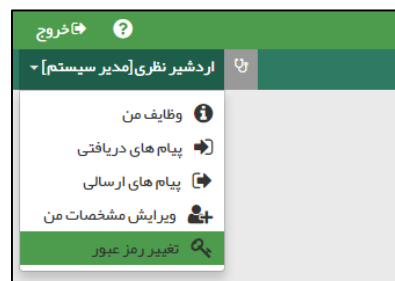 خروج
اردشیر نظری[مدیر سیستم]
وظایف من
پیام های دریافتی
پیام های ارسالی
ویرایش مشخصات من
تغییر رمز عبور